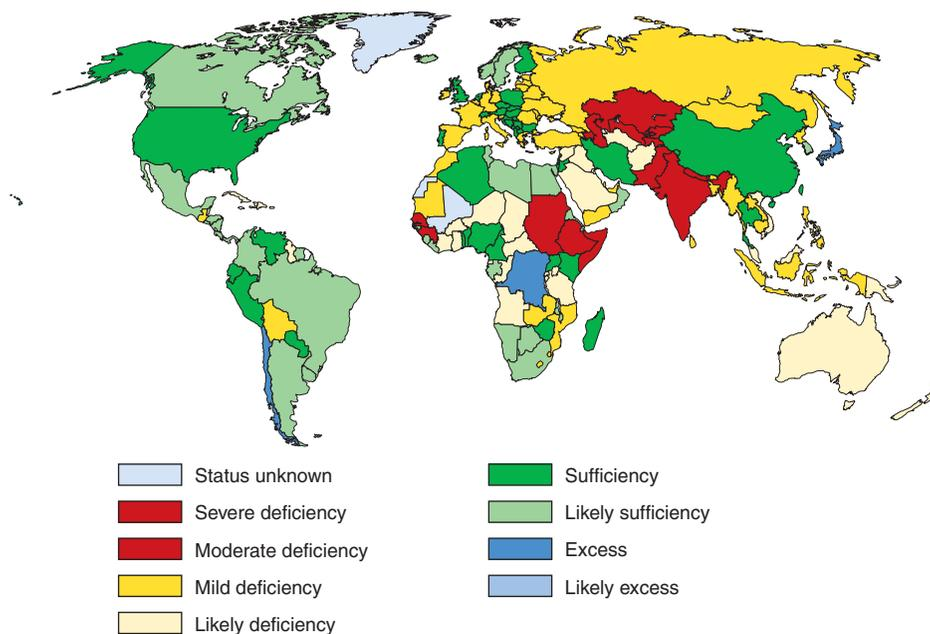 Status unknown
Severe deficiency
Moderate deficiency
Mild deficiency
Likely deficiency
Sufficiency
Likely sufficiency
Excess
Likely excess